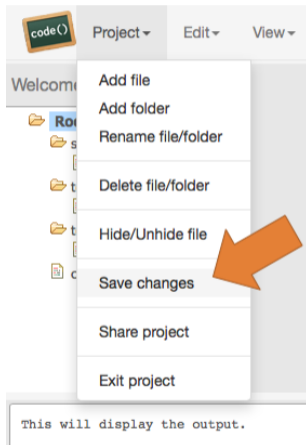 code()
Project
Edit
View
Welcome
Add file
Add folder
Rename file/folder
Delete file/folder
Hide/Unhide file
Save changes
Share project
Exit project
This will display the output.